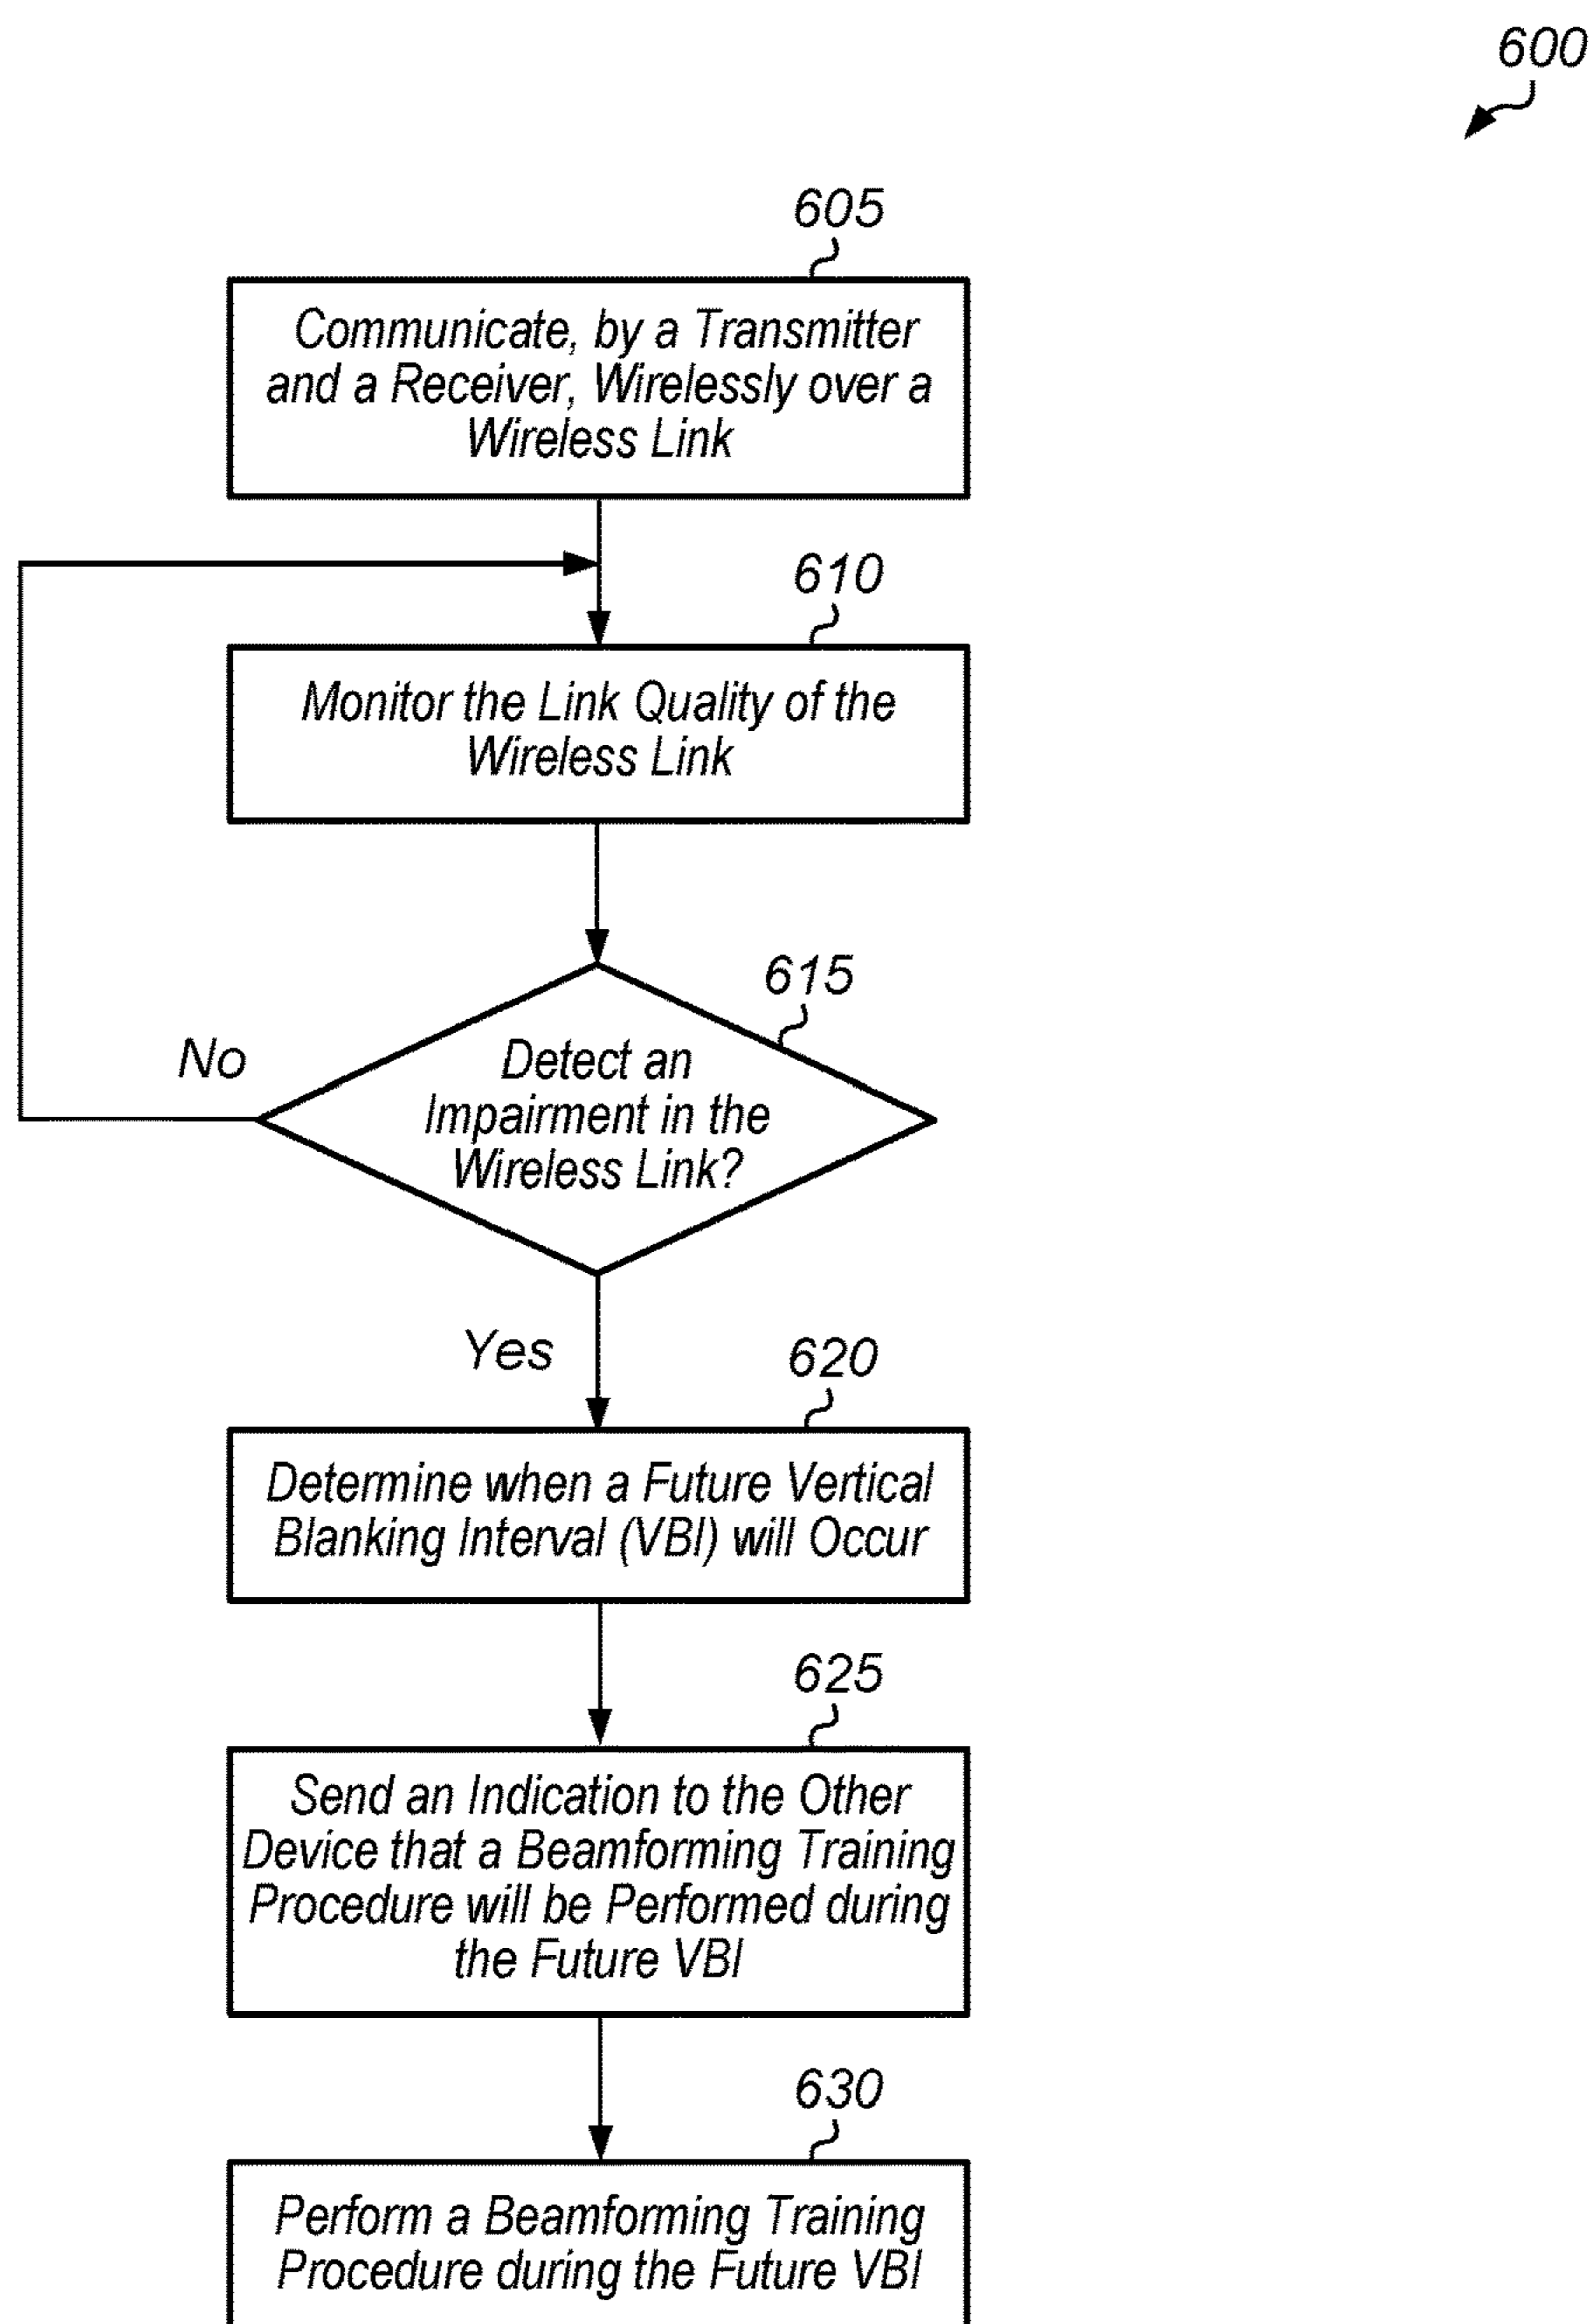 600
605
Communicate, by a Transmitter
and a Receiver, Wirelessly over a
Wireless Link
610
Monitor the Link Quality of the
Wireless Link
615
No
Detect an
Impairment in the
Wireless Link?
Yes
620
Determine when a Future Vertical
Blanking Interval (VBI) will Occur
625
Send an Indication to the Other
Device that a Beamforming Training
Procedure will be Performed during
the Future VBI
630
Perform a Beamforming Training
Procedure during the Future VBI